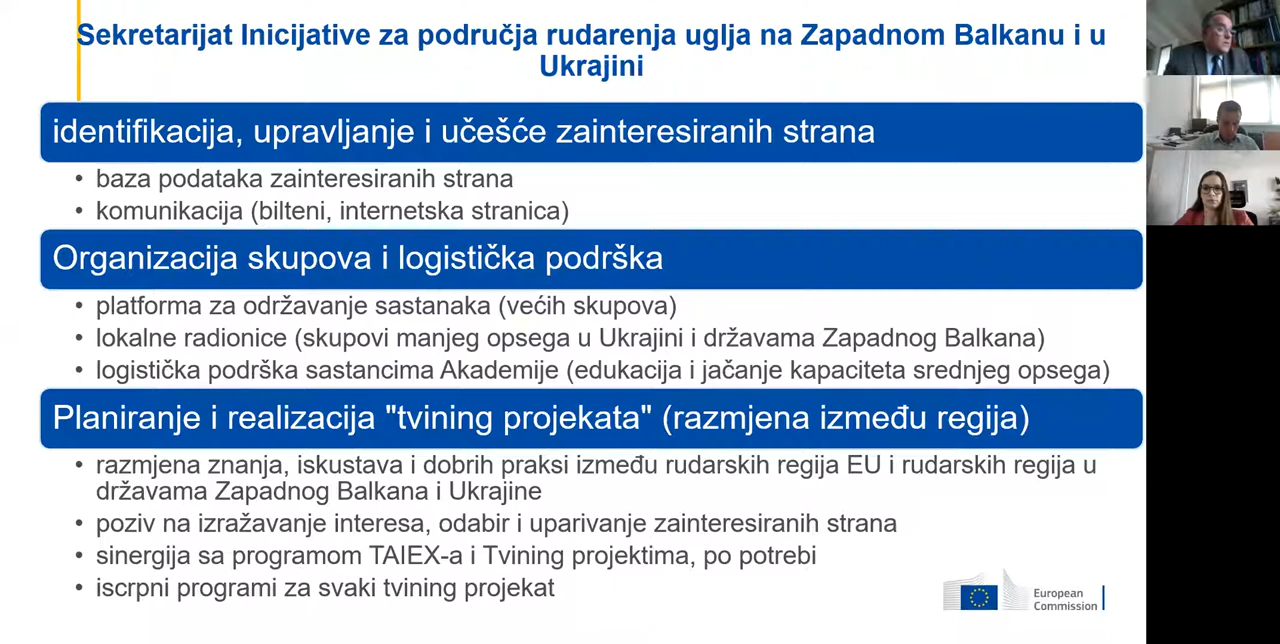 Sekretarijat Inicijative za područja rudarenja uglja na Zapadnom Balkanu i u
Ukrajini
identifikacija, upravljanje i učešće zainteresiranih strana
• baza podataka zainteresiranih strana
• komunikacija (bilteni, internetska stranica)
Organizacija skupova i logistička podrška
• platforma za održavanje sastanaka (većih skupova)
• lokalne radionice (skupovi manjeg opsega u Ukrajini i državama Zapadnog Balkana)
• logistička podrška sastancima Akademije (edukacija i jačanje kapaciteta srednjeg opsega)
Planiranje i realizacija "tvining projekata" (razmjena između regija)
• razmjena znanja, iskustava i dobrih praksi između rudarskih regija EU i rudarskih regija u
državama Zapadnog Balkana i Ukrajine
• poziv na izražavanje interesa, odabir i uparivanje zainteresiranih strana
• sinergija sa programom TAIEX-a i Tvining projektima, po potrebi
• iscrpni programi za svaki tvining projekat
European
Commission